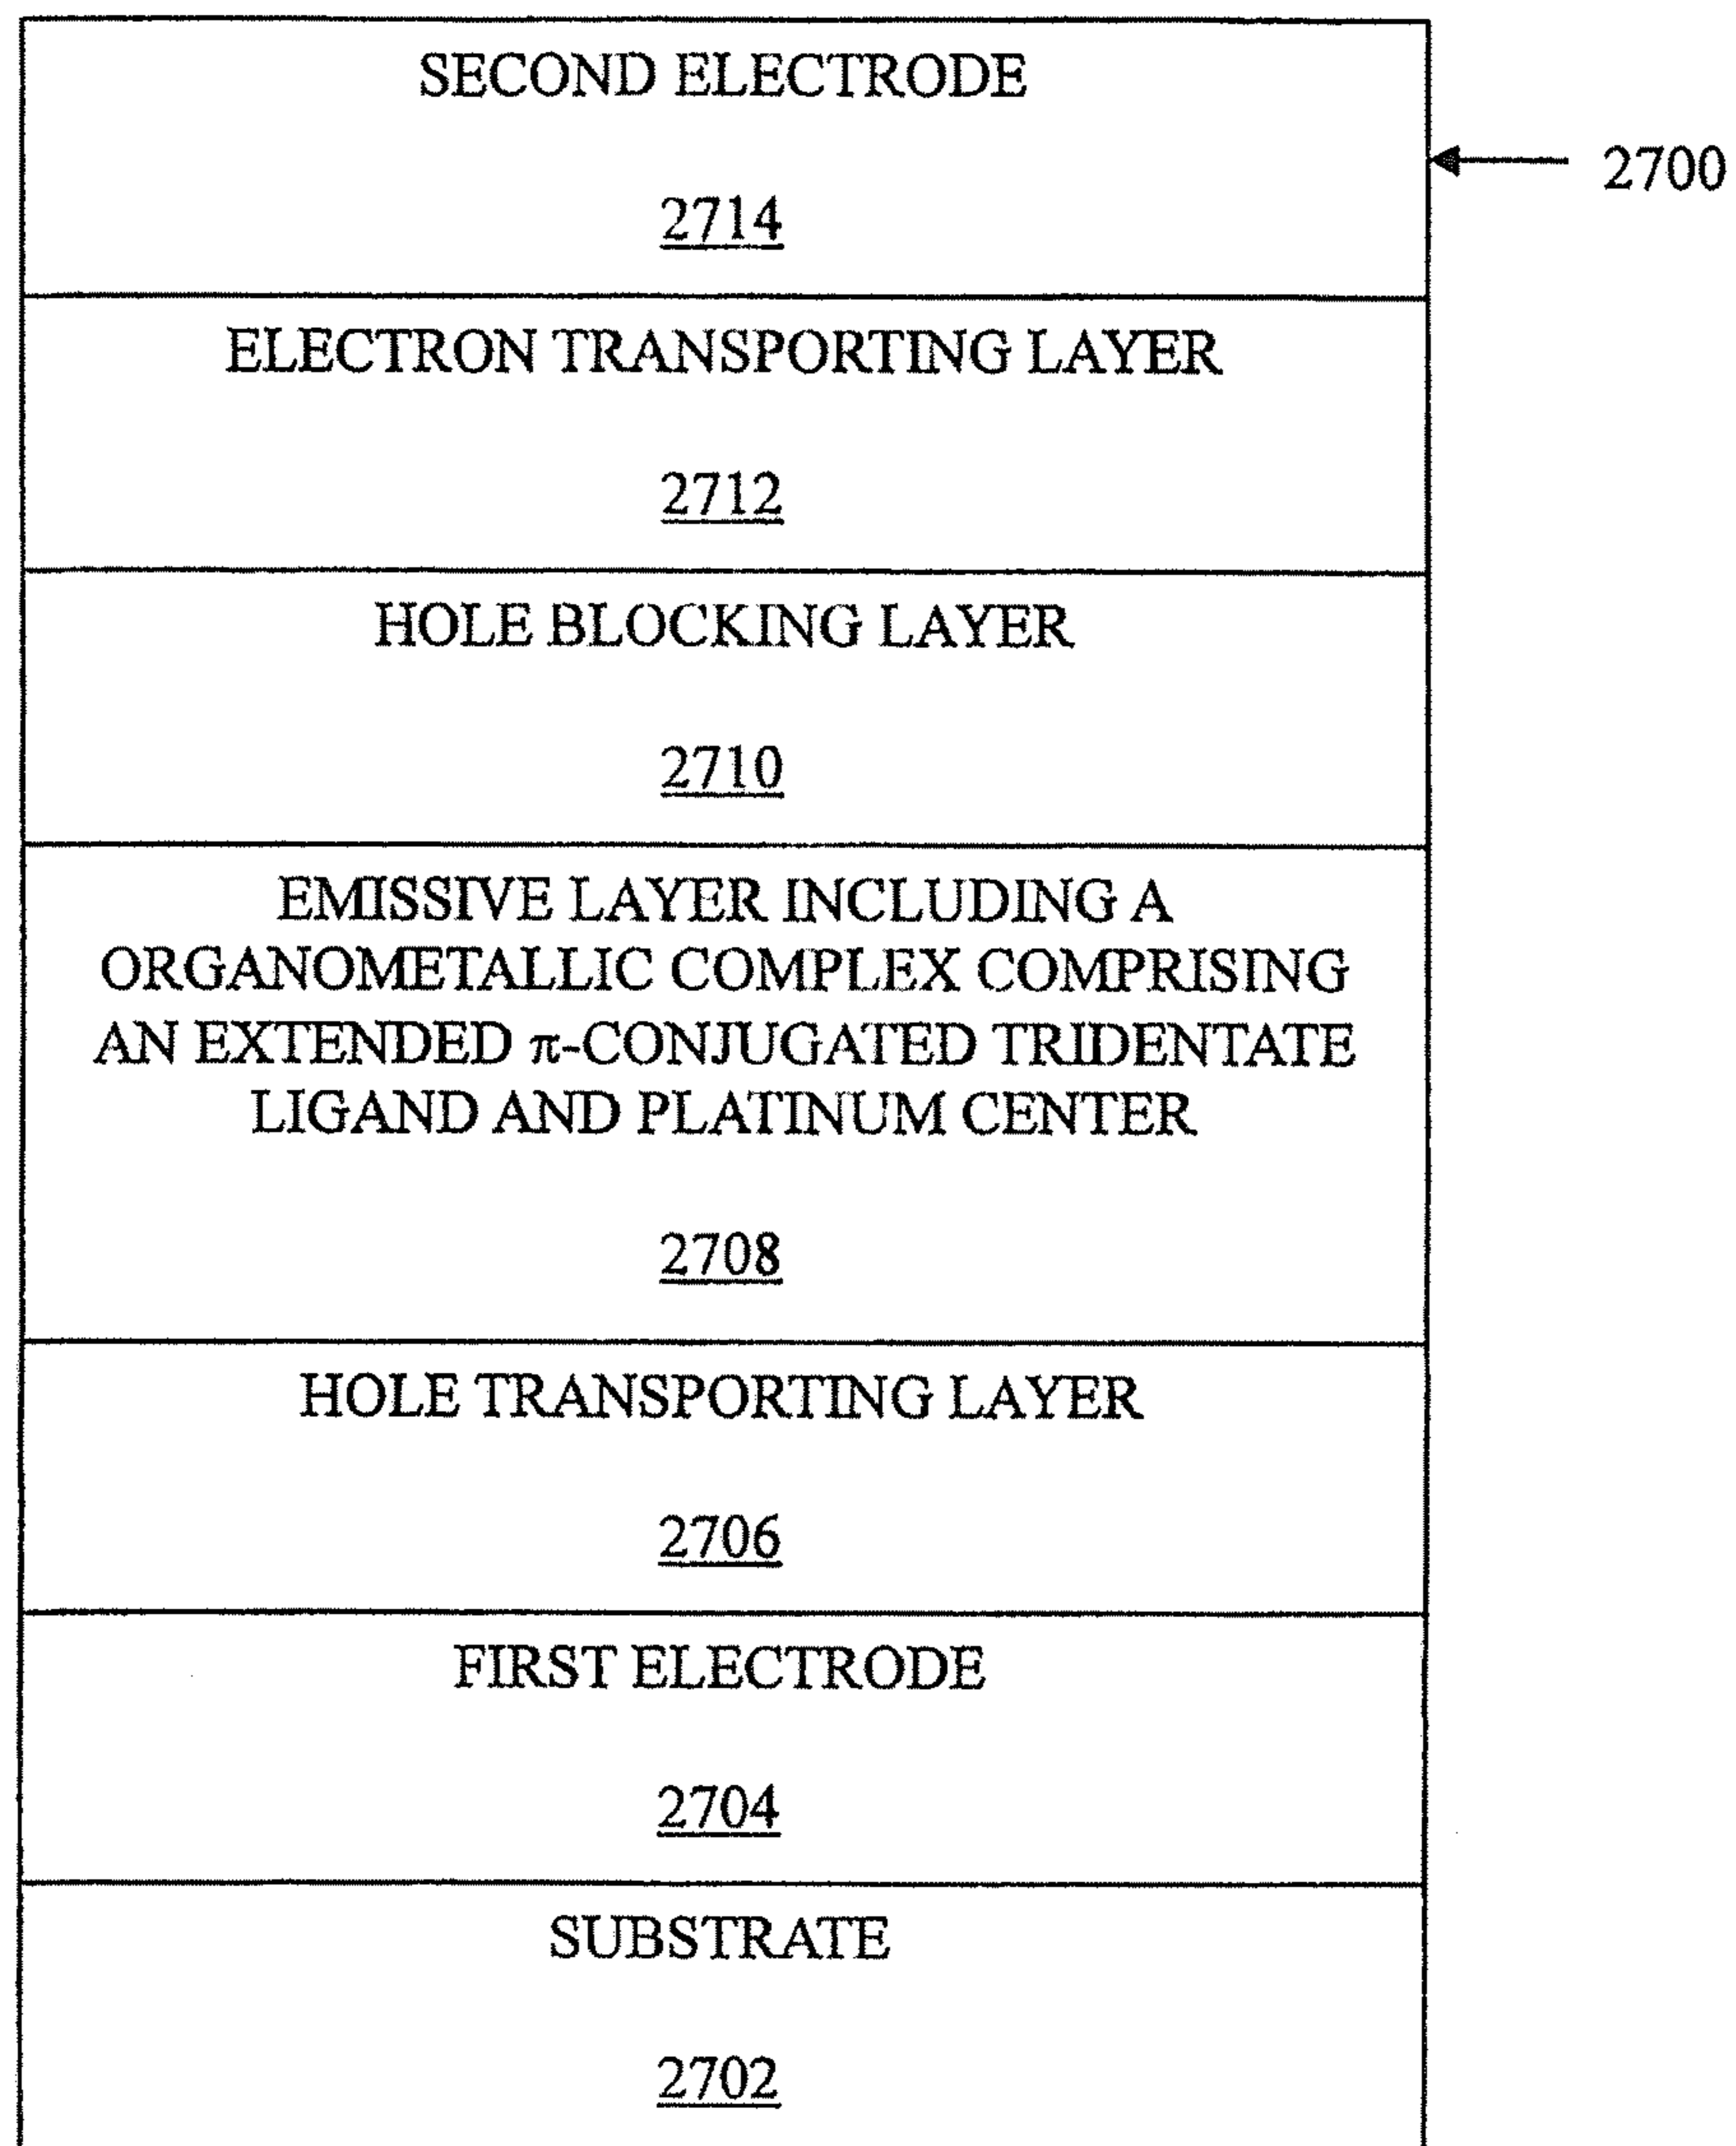 SECOND ELECTRODE
2700
2714
ELECTRON TRANSPORTING LAYER
2712
HOLE BLOCKING LAYER
2710
EMISSIVE LAYER INCLUDING A
ORGANOMETALLIC COMPLEX COMPRISING
AN EXTENDED π-CONJUGATED TRIDENTATE
LIGAND AND PLATINUM CENTER
2708
HOLE TRANSPORTING LAYER
2706
FIRST ELECTRODE
2704
SUBSTRATE
2702